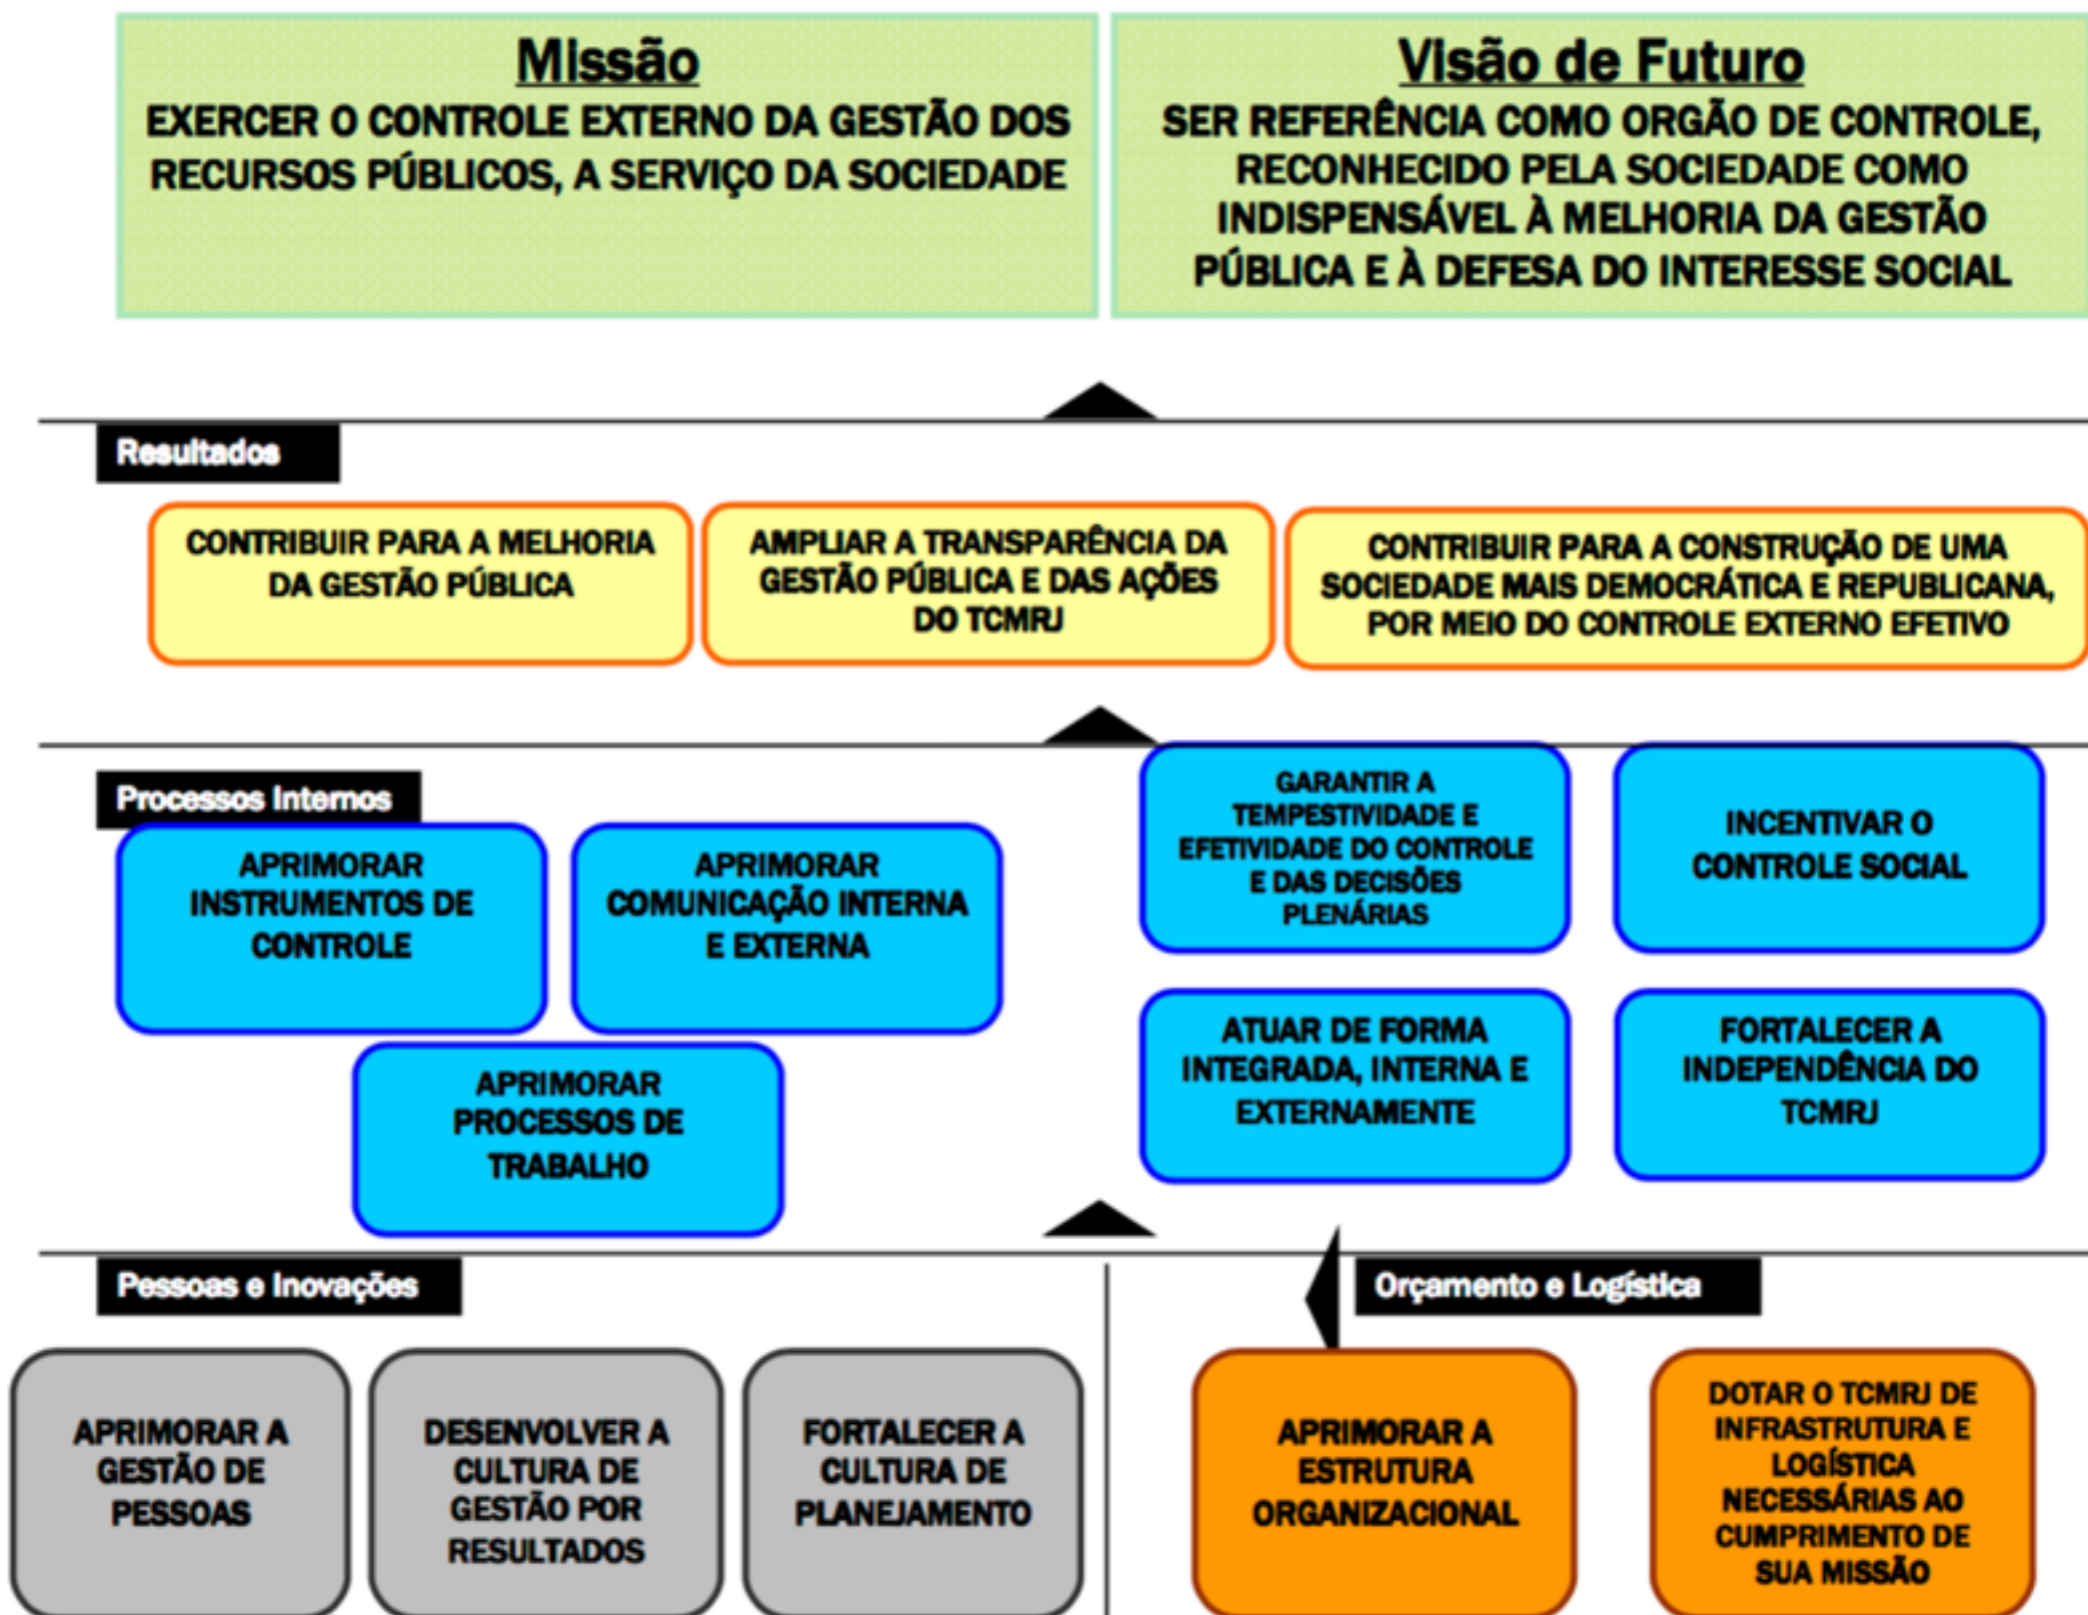 Missão
EXERCER O CONTROLE EXTERNO DA GESTÃO DOS
RECURSOS PÚBLICOS, A SERVIÇO DA SOCIEDADE
Visão de Futuro
SER REFERÊNCIA COMO ORGÃO DE CONTROLE,
RECONHECIDO PELA SOCIEDADE COMO
INDISPENSÁVEL À MELHORIA DA GESTÃO
PÚBLICA E À DEFESA DO INTERESSE SOCIAL
Resultados
CONTRIBUIR PARA A MELHORIA
DA GESTÃO PÚBLICA
AMPLIAR A TRANSPARÊNCIA DA
GESTÃO PÚBLICA E DAS AÇÕES
DO TCMRJ
CONTRIBUIR PARA A CONSTRUÇÃO DE UMA
SOCIEDADE MAIS DEMOCRÁTICA E REPUBLICANA,
POR MEIO DO CONTROLE EXTERNO EFETIVO
Processos Internos
APRIMORAR
INSTRUMENTOS DE
CONTROLE
APRIMORAR
COMUNICAÇÃO INTERNA
E EXTERNA
GARANTIR A
TEMPESTIVIDADE E
EFETIVIDADE DO CONTROLE
E DAS DECISÕES
PLENÁRIAS
INCENTIVAR O
CONTROLE SOCIAL
APRIMORAR
PROCESSOS DE
TRABALHO
ATUAR DE FORMA
INTEGRADA, INTERNA E
EXTERNAMENTE
FORTALECER A
INDEPENDÊNCIA DO
TCMRJ
Pessoas e Inovações
APRIMORAR A
GESTÃO DE
PESSOAS
DESENVOLVER A
CULTURA DE
GESTÃO POR
RESULTADOS
FORTALECER A
CULTURA DE
PLANEJAMENTO
Orçamento e Logística
APRIMORAR A
ESTRUTURA
ORGANIZACIONAL
DOTAR O TCMRJ DE
INFRASTRUTURA E
LOGÍSTICA
NECESSÁRIAS AO
CUMPRIMENTO DE
SUA MISSÃO